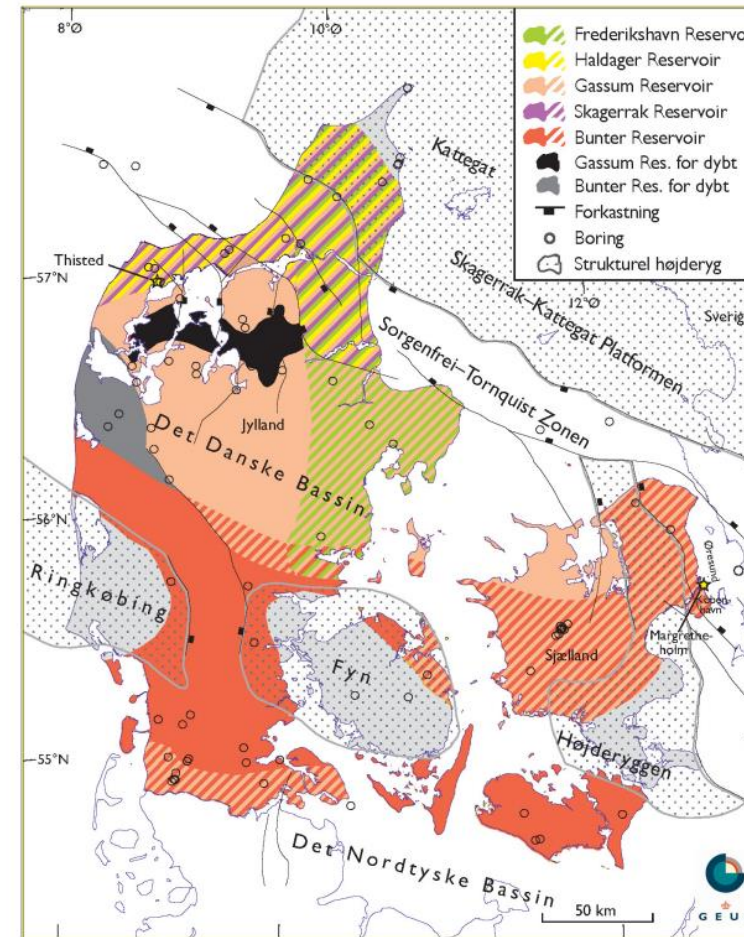 8°Ø
10°Ø
Frederikshavn Reservo
Haldager Reservoir
Gassum Reservoir
Skagerrak Reservoir
Bunter Reservoir
Gassum Res. for dybt
Bunter Res. for dybt
Forkastning
Boring
Strukturel højderyg
12°Ø
Kattegat
Thisted
57°N
Skagerrak–Kattegat Platformen
Sverig
Sorgenfrei–Tornquist Zonen
Jylland
Det Danske Bassin
56°N
Øresund
Ringkøbing
Køben-
havn
Margrethe-
holm
Sjælland
Fyn
55°N
Højderyggen
Det Nordtyske Bassin
50 km
GEU